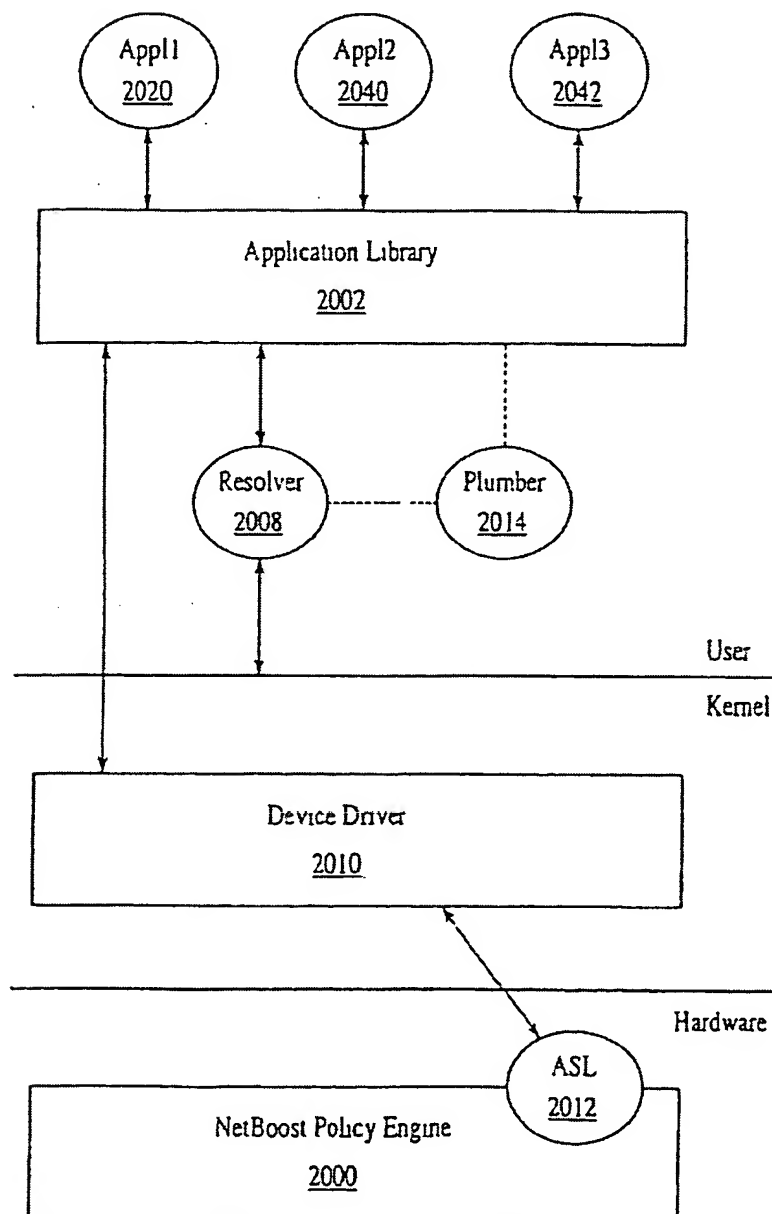 Appl1
2020
Appl2
2040
Appl3
2042
Application Library
2002
Resolver
2008
Plumber
2014
User
Kernel
Device Driver
2010
Hardware
ASL
2012
NetBoost Policy Engine
2000